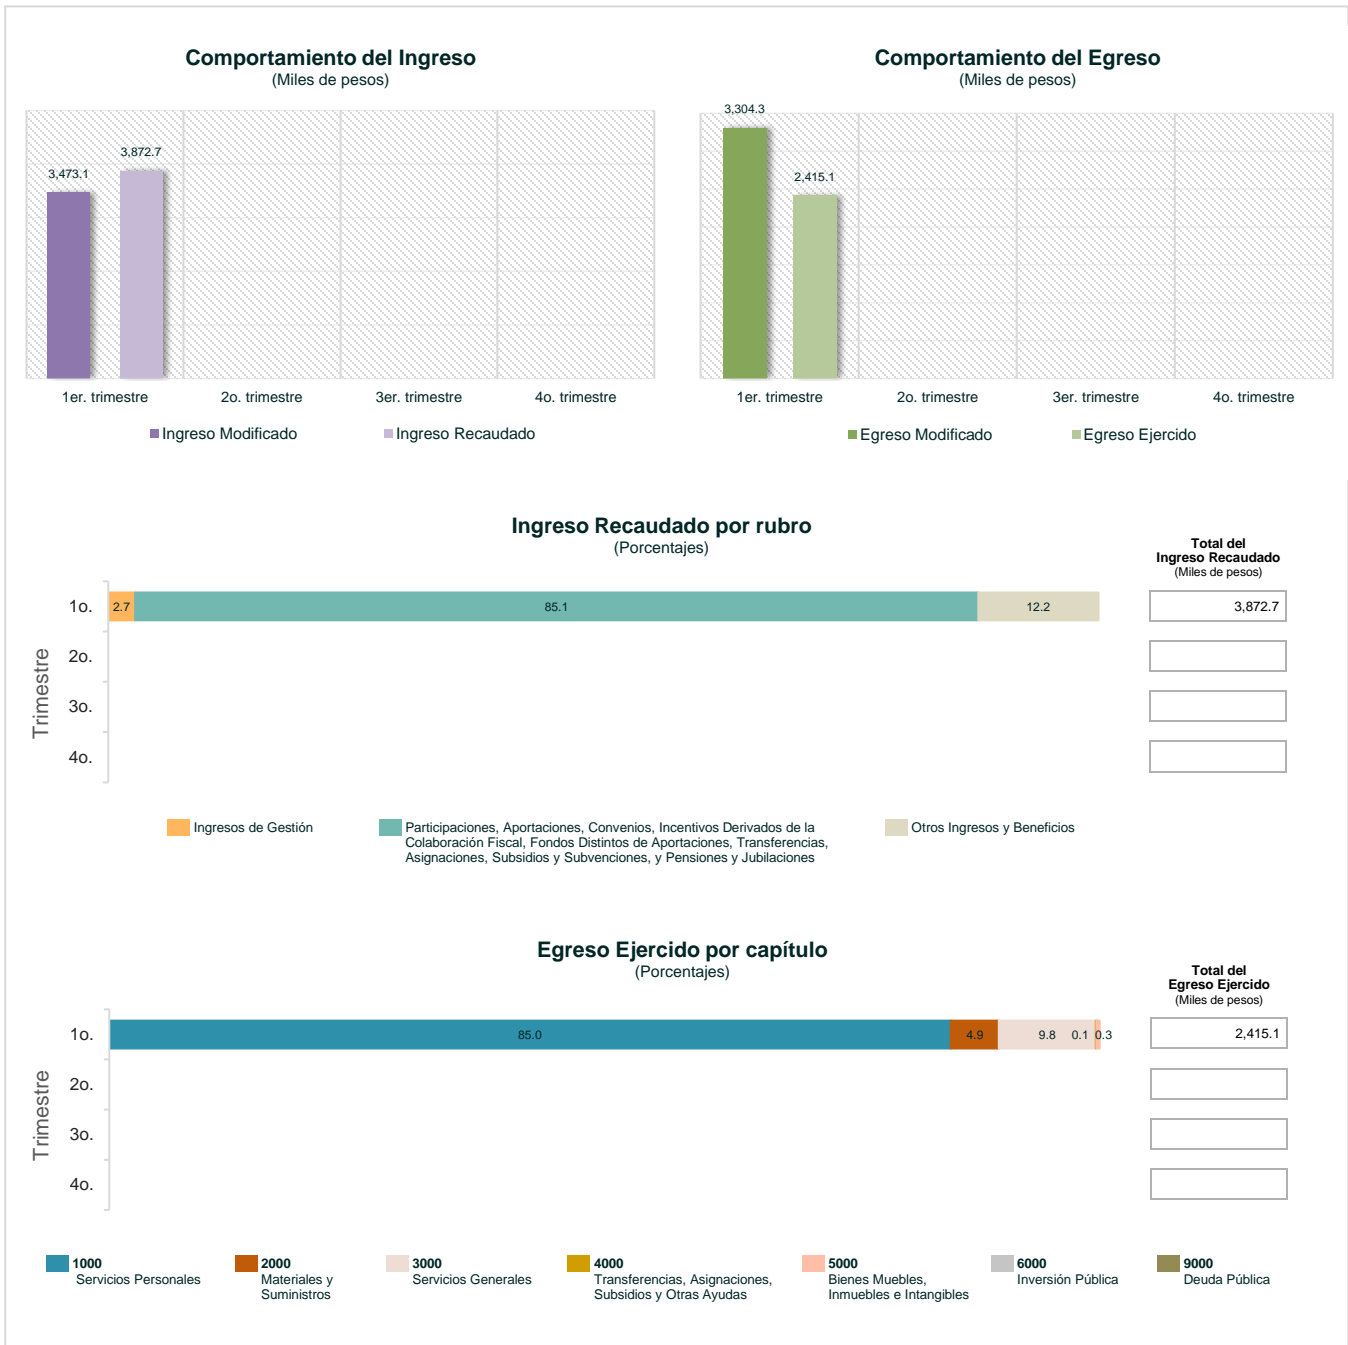 Comportamiento del Ingreso
(Miles de pesos)
3,473.1
3,872.7
1er. trimestre
2o. trimestre
3er. trimestre
4o. trimestre
Ingreso Modificado
Ingreso Recaudado
Comportamiento del Egreso
(Miles de pesos)
3,304.3
2,415.1
1er. trimestre
2o. trimestre
3er. trimestre
4o. trimestre
Egreso Modificado
Egreso Ejercido
Ingreso Recaudado por rubro
(Porcentajes)
Total del
Ingreso Recaudado
(Miles de pesos)
Trimestre
1o.
2.7
85.1
12.2
3,872.7
2o.
3o.
4o.
Ingresos de Gestión
Participaciones, Aportaciones, Convenios, Incentivos Derivados de la
Colaboración Fiscal, Fondos Distintos de Aportaciones, Transferencias,
Asignaciones, Subsidios y Subvenciones, y Pensiones y Jubilaciones
Otros Ingresos y Beneficios
Egreso Ejercido por capítulo
(Porcentajes)
Total del
Egreso Ejercido
(Miles de pesos)
Trimestre
1o.
85.0
4.9
9.8
0.1
0.3
2,415.1
2o.
3o.
4o.
1000
Servicios Personales
2000
Materiales y
Suministros
3000
Servicios Generales
4000
Transferencias, Asignaciones,
Subsidios y Otras Ayudas
5000
Bienes Muebles,
Inmuebles e Intangibles
6000
Inversión Pública
9000
Deuda Pública